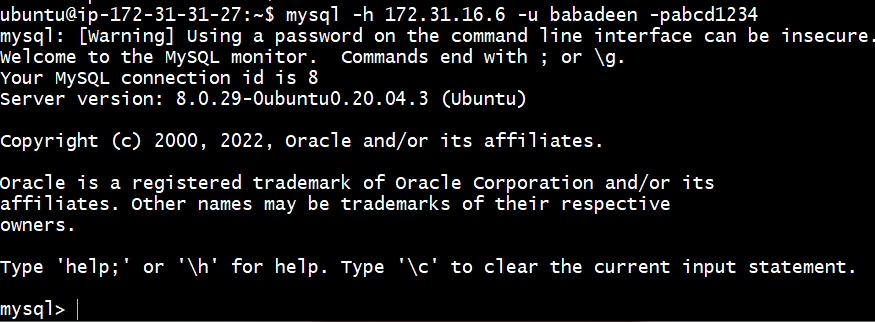 ubuntu@ip-172-31-31-27:~$ mysql -h 172.31.16.6 -u babadeen -pabcd1234
mysql: [Warning] Using a password on the command line interface can be insecure.
Welcome to the MySQL monitor.  Commands end with ; or \g.
Your MySQL connection id is 8
Server version: 8.0.29-0ubuntu0.20.04.3 (Ubuntu)
Copyright (c) 2000, 2022, Oracle and/or its affiliates.
Oracle is a registered trademark of Oracle Corporation and/or its
affiliates. Other names may be trademarks of their respective
owners.
Type 'help;' or '\h' for help. Type '\c' to clear the current input statement.
mysql>